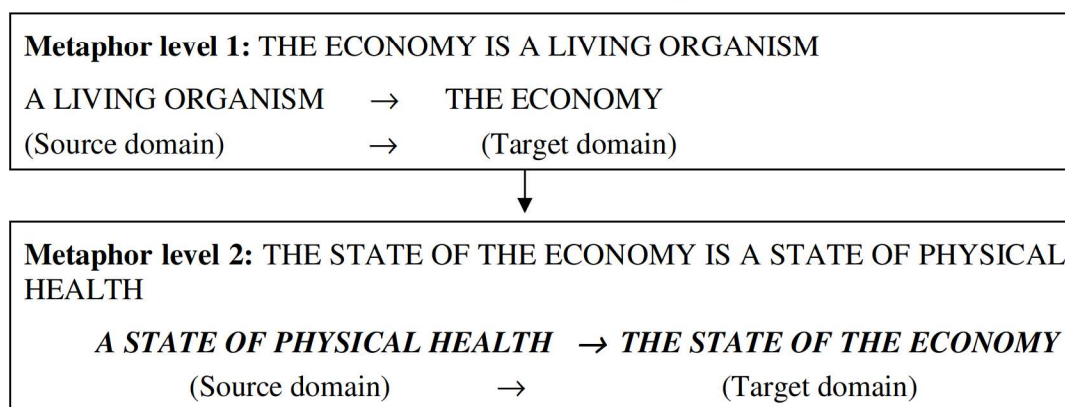 Metaphor level 1: THE ECONOMY IS A LIVING ORGANISM
A LIVING ORGANISM → THE ECONOMY
(Source domain) → (Target domain)
Metaphor level 2: THE STATE OF THE ECONOMY IS A STATE OF PHYSICAL
HEALTH
A STATE OF PHYSICAL HEALTH → THE STATE OF THE ECONOMY
(Source domain) → (Target domain)